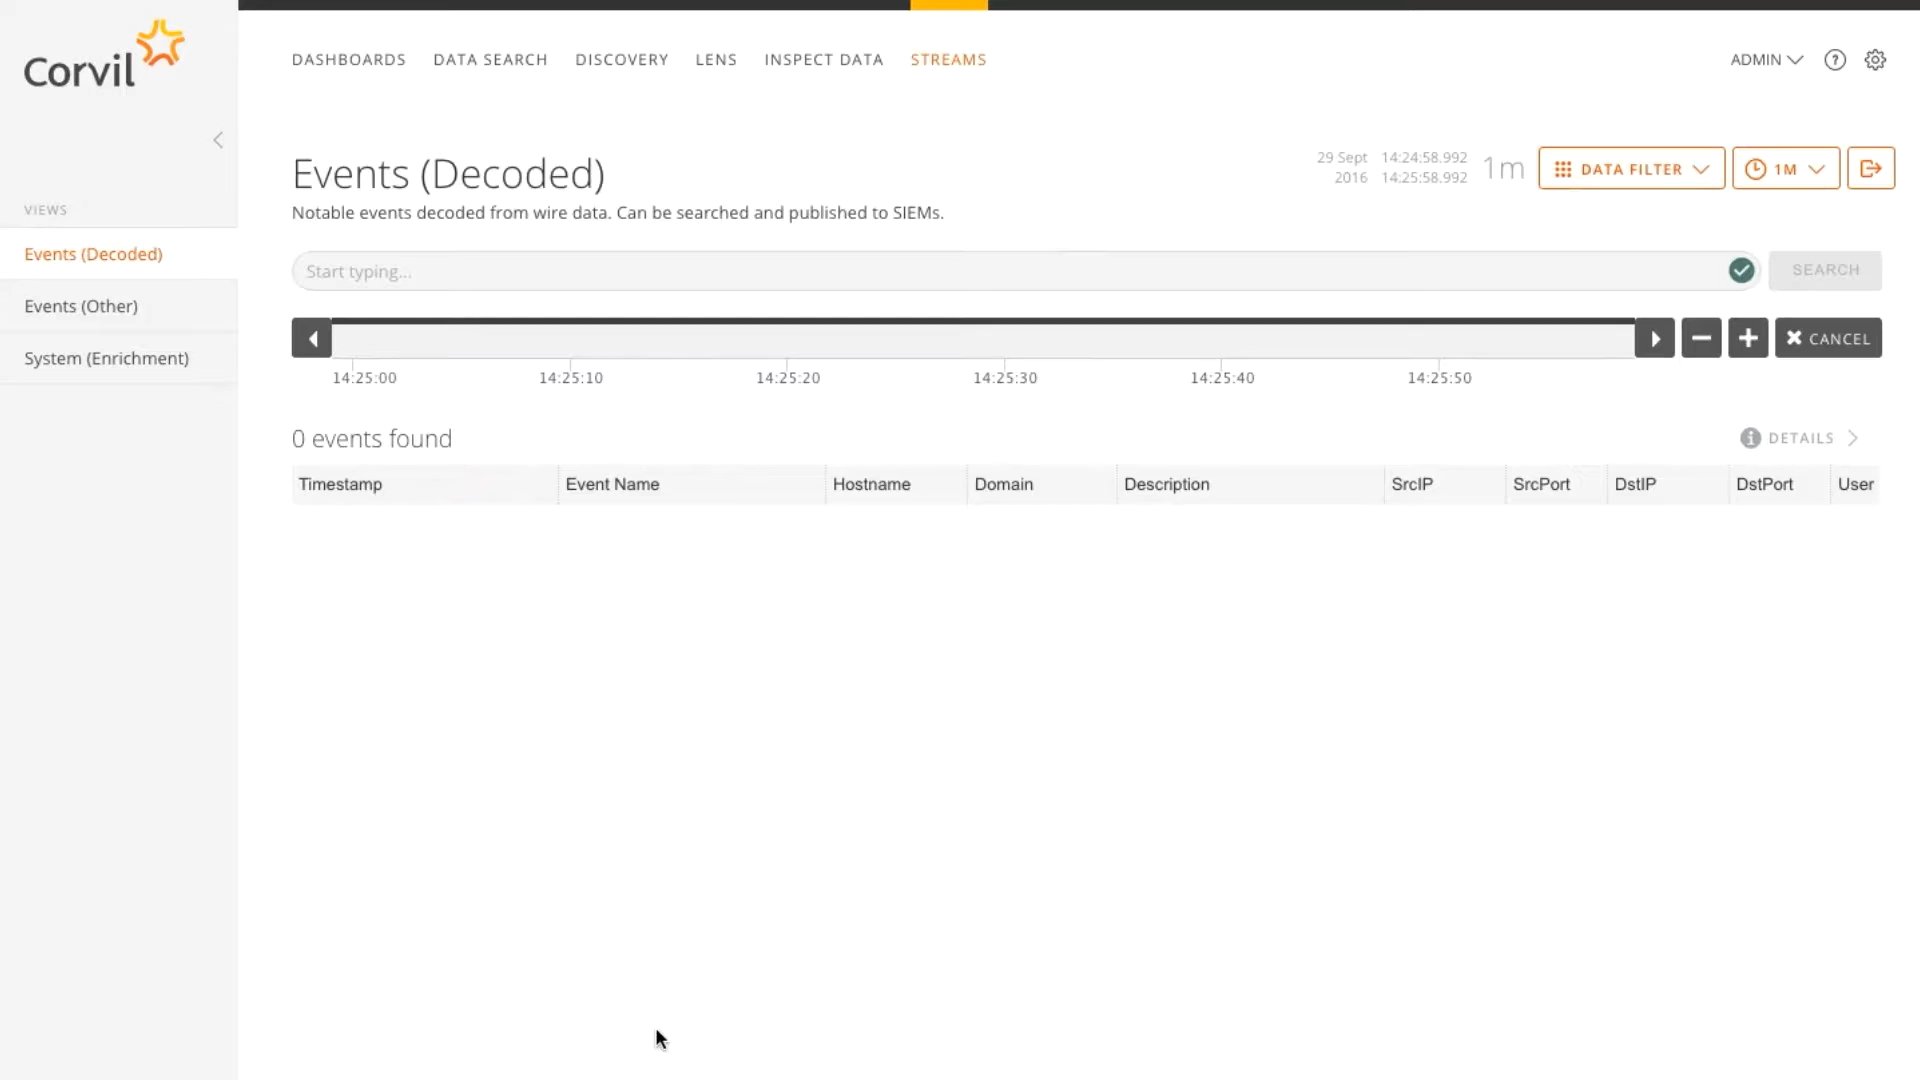 Corvil
DASHBOARDS DATA SEARCH DISCOVERY LENS INSPECT DATA STREAMS
ADMIN
?
VIEWS
Events (Decoded)
Events (Other)
System (Enrichment)
Events (Decoded)
Notable events decoded from wire data. Can be searched and published to SIEMs.
29 Sept 14:24:58.992
2016 14:25:58.992
1m
DATA FILTER
1M
Start typing...
SEARCH
CANCEL
14:25:00 14:25:10 14:25:20 14:25:30 14:25:40 14:25:50
0 events found
DETAILS
Timestamp Event Name Hostname Domain Description SrcIP SrcPort DstIP DstPort User